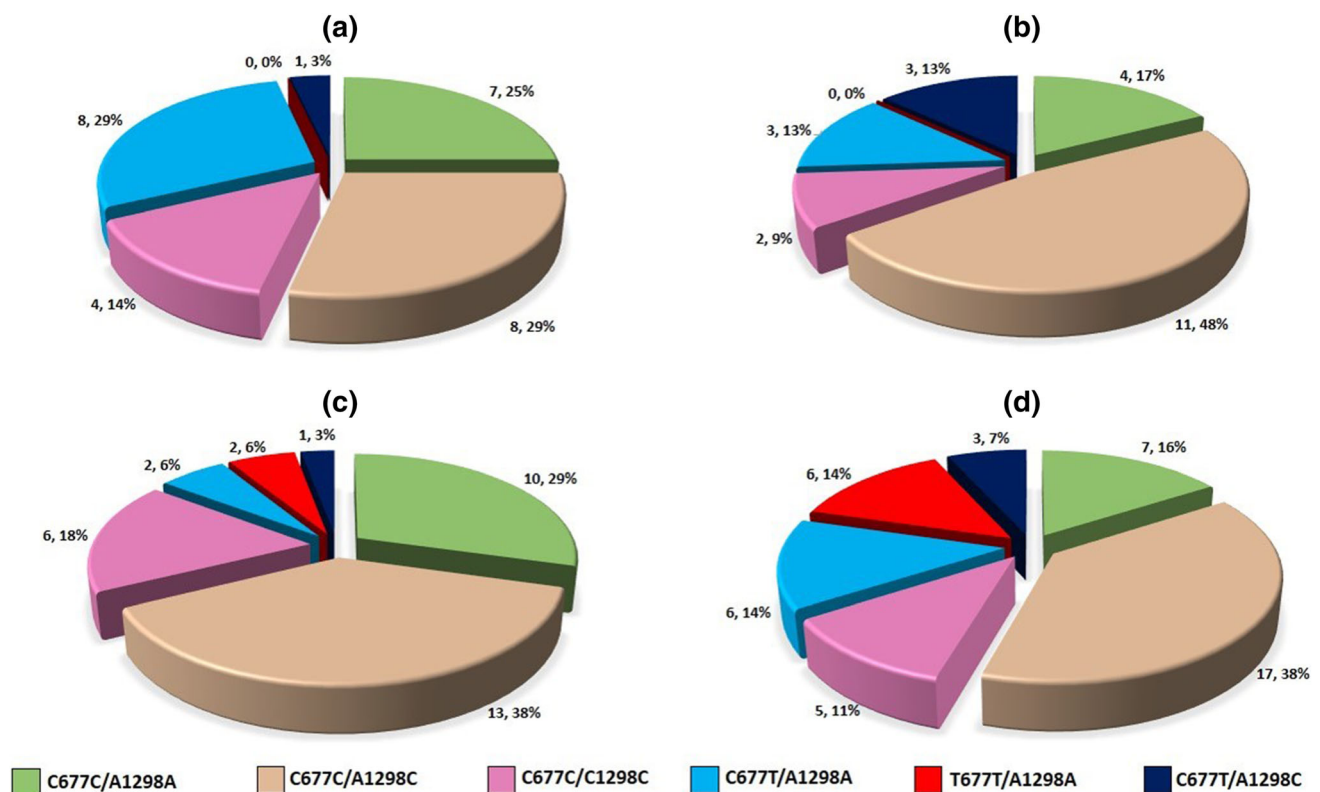 (a)
0, 0%
1, 3%
7, 25%
8, 29%
4, 14%
8, 29%
(b)
3, 13%
4, 17%
0, 0%
3, 13%
2, 9%
11, 48%
(c)
2, 6%
2, 6%
1, 3%
10, 29%
6, 18%
13, 38%
(d)
3, 7%
7, 16%
6, 14%
6, 14%
5, 11%
17, 38%
C677C/A1298A
C677C/A1298C
C677C/C1298C
C677T/A1298A
T677T/A1298A
C677T/A1298C